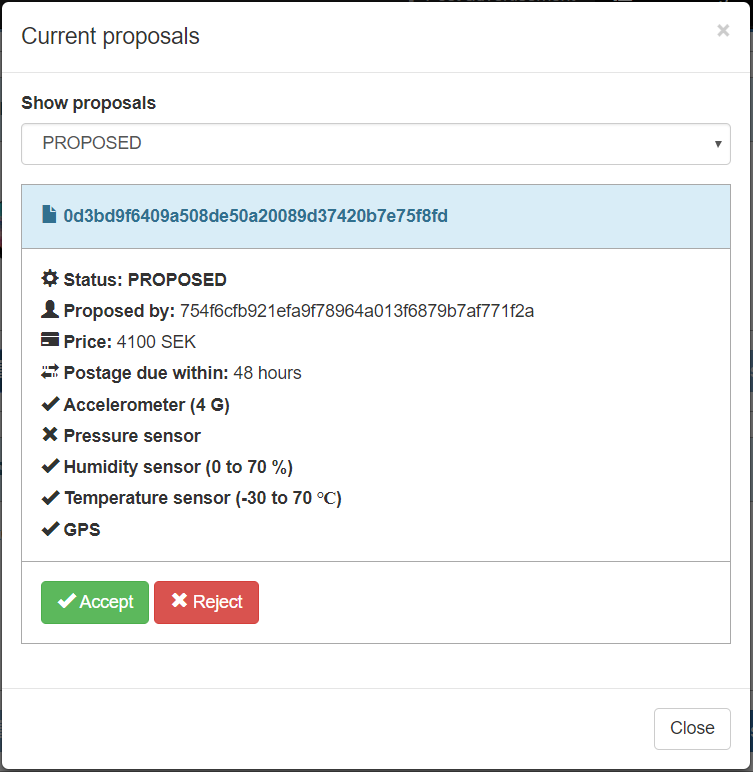 Current proposals
×
Show proposals
PROPOSED
0d3bd9f6409a508de50a20089d37420b7e75f8fd
Status: PROPOSED
Proposed by: 754f6cfb921efa9f78964a013f6879b7af771f2a
Price: 4100 SEK
Postage due within: 48 hours
Accelerometer (4 G)
Pressure sensor
Humidity sensor (0 to 70 %)
Temperature sensor (-30 to 70 °C)
GPS
Accept Reject
Close